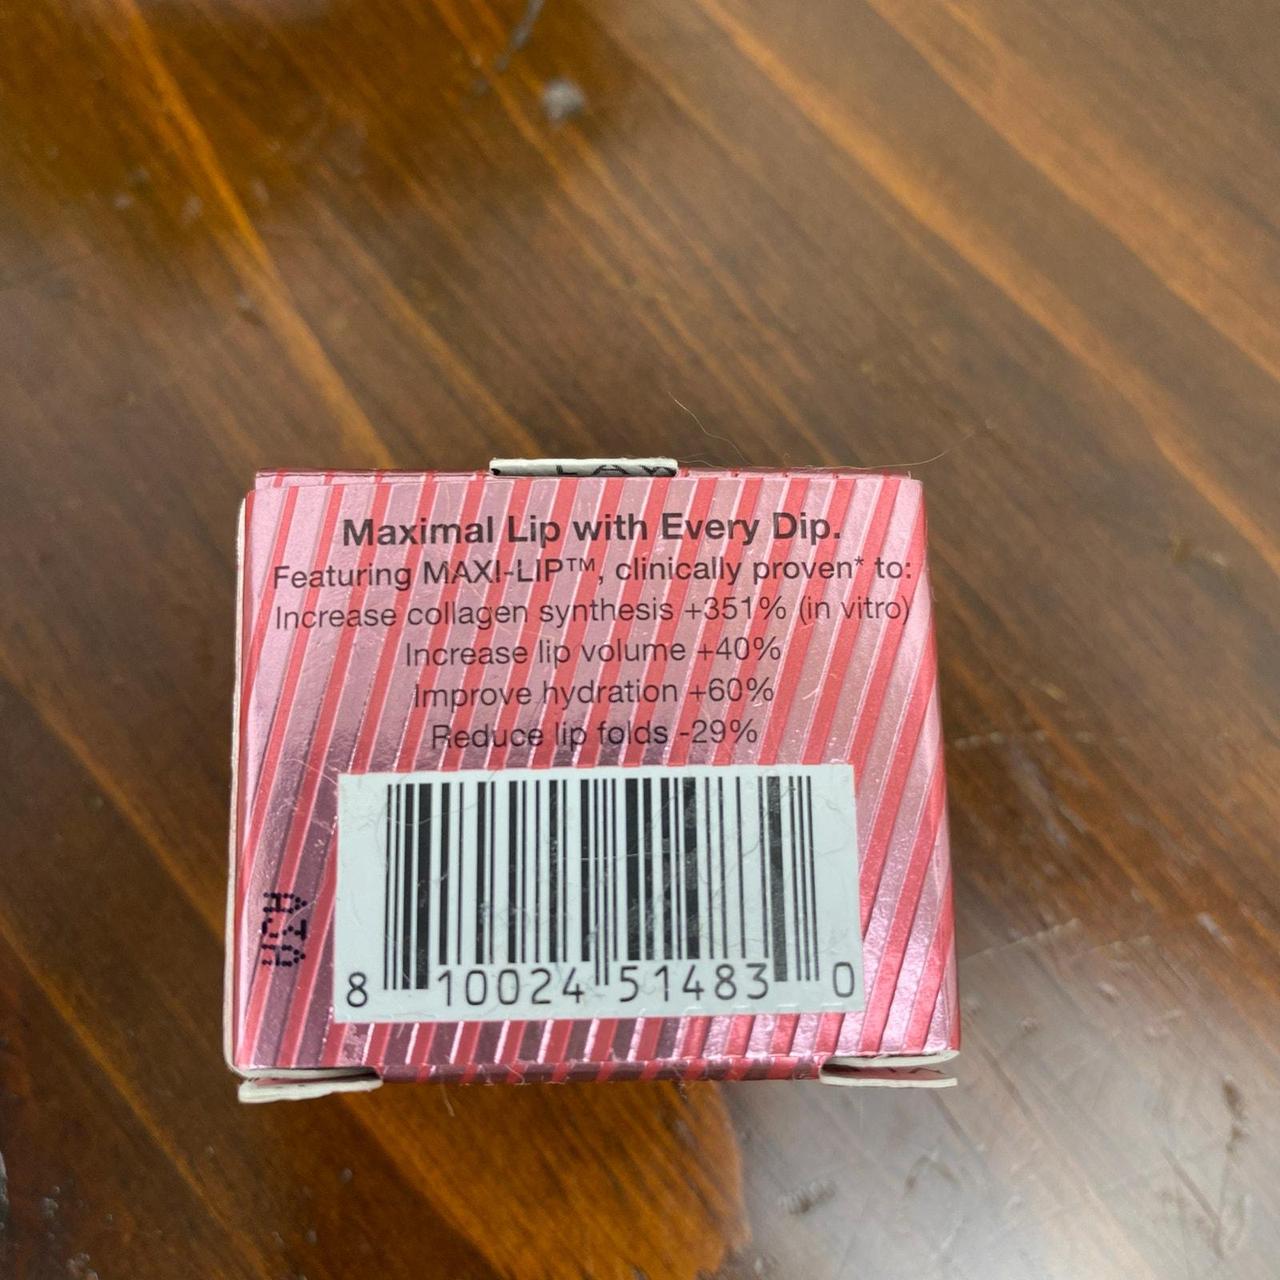 LAW
Maximal Lip with Every Dip.
Featuring MAXI-LIP™, clinically proven* to:
Increase collagen synthesis +351% (in vitro)
Increase lip volume +40%
Improve hydration +60%
Reduce lip folds -29%
8 10024 51483 0